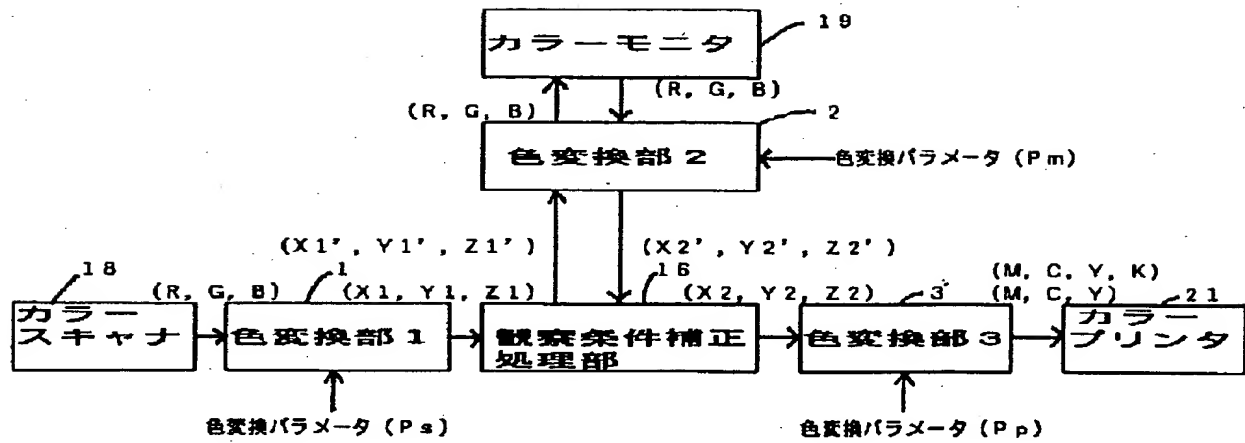 19
カラーモニタ
(R, G, B)
(R, G, B)
2
色変換部2
色変換パラメータ (Pm)
(X1', Y1', Z1')
(X2', Y2', Z2')
18
(R, G, B)
1
(X1, Y1, Z1)
16
(X2, Y2, Z2)
3
(M, C, Y, K)
(M, C, Y)
21
カラー
スキャナ
色変換部1
観察条件補正
処理部
色変換部3
カラー
プリンタ
色変換パラメータ (Ps)
色変換パラメータ (Pp)